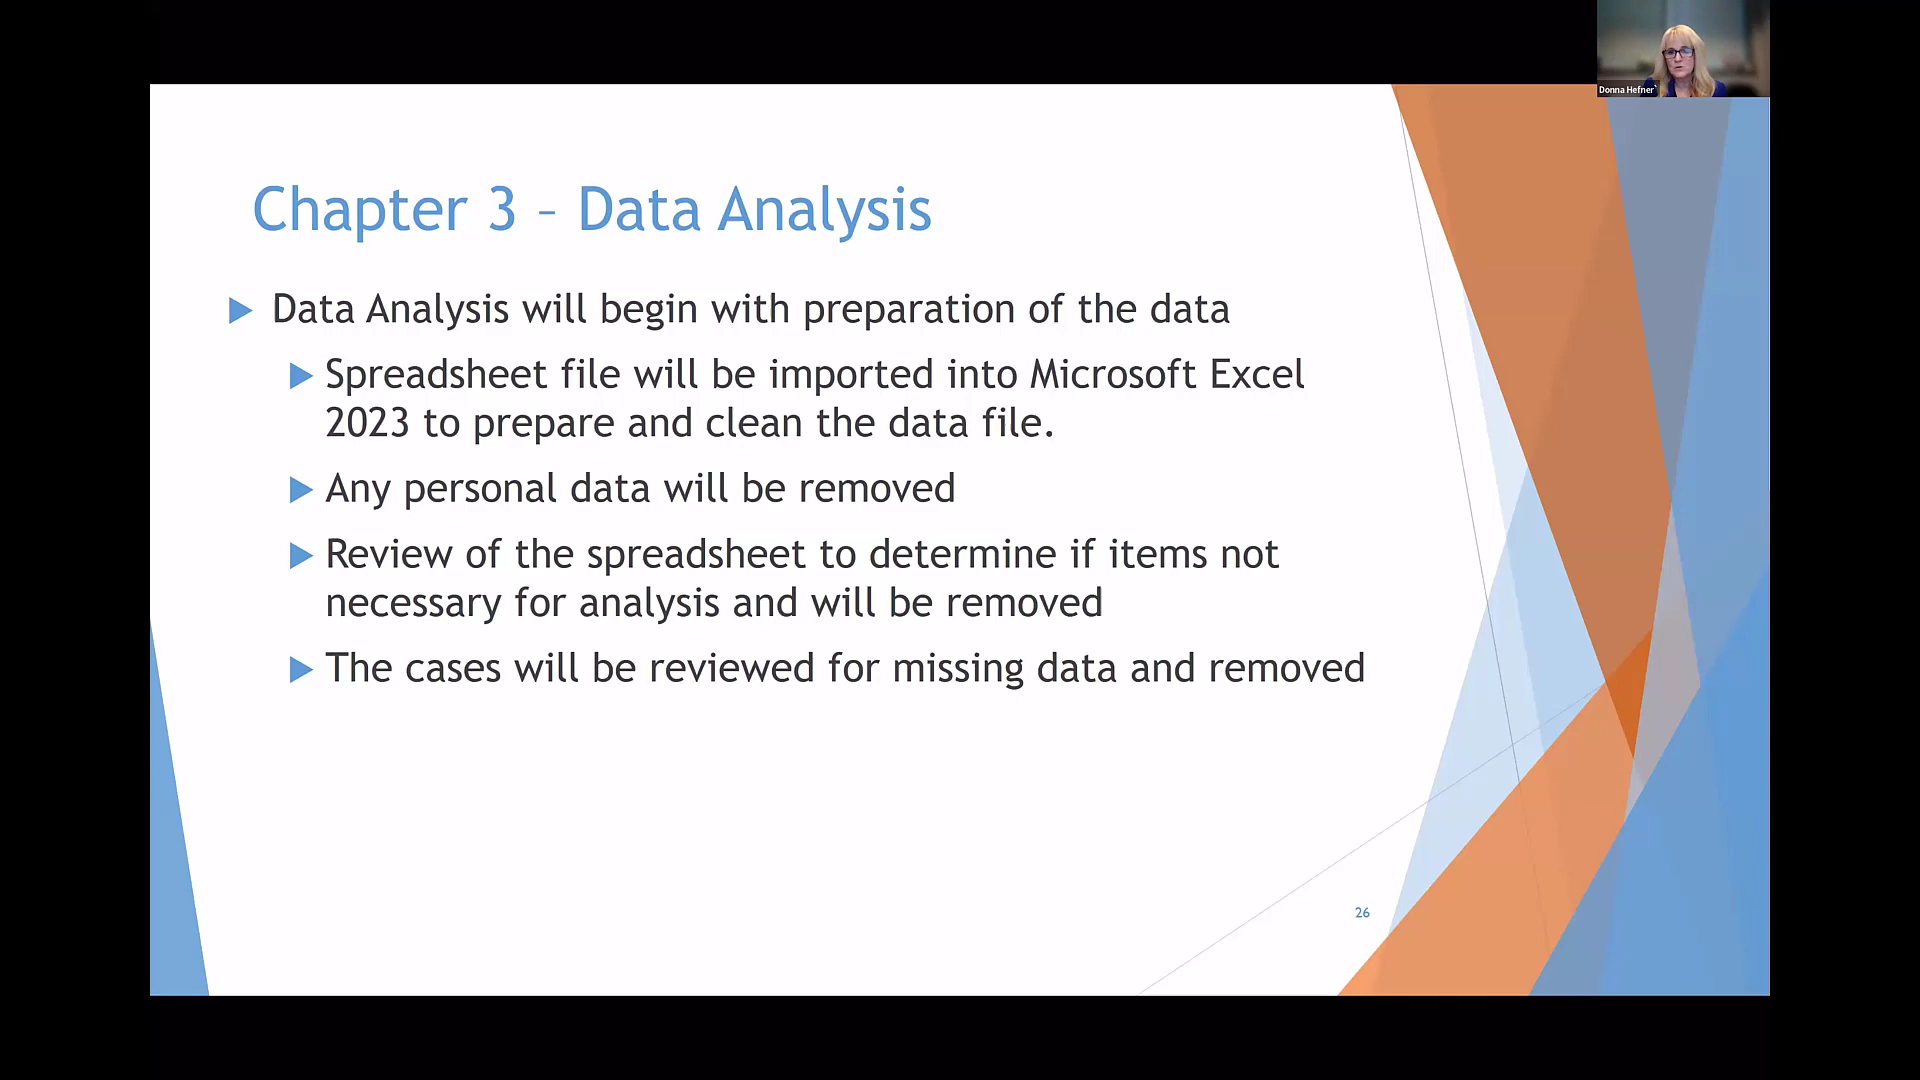 Donna Hefner
Chapter 3 – Data Analysis
Data Analysis will begin with preparation of the data
Spreadsheet file will be imported into Microsoft Excel
2023 to prepare and clean the data file.
Any personal data will be removed
Review of the spreadsheet to determine if items not
necessary for analysis and will be removed
The cases will be reviewed for missing data and removed
26